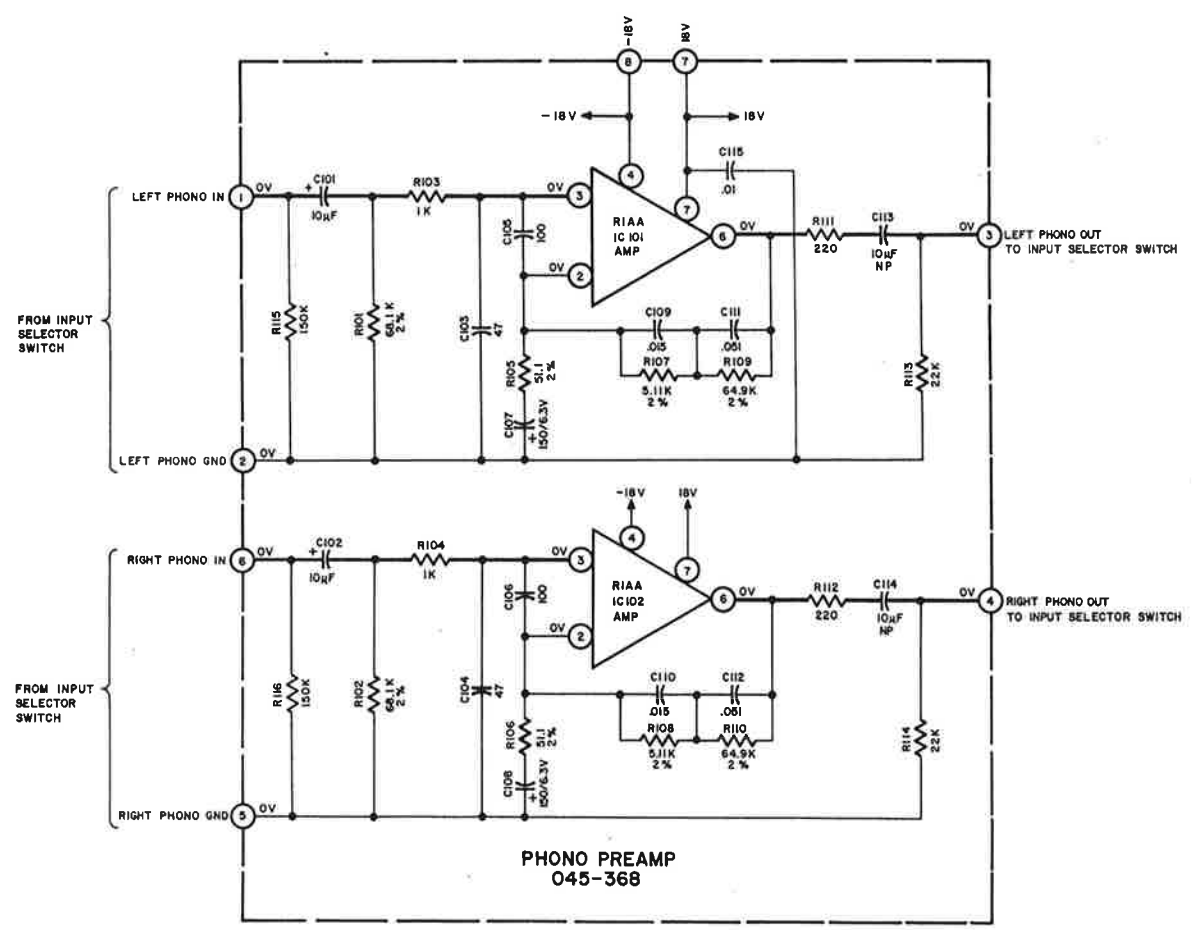 -18V
18V
8
7
-18V
18V
C115
.01
LEFT PHONO IN
1
0V
+
C101
10µF
R103
1K
0V
3
4
7
R1AA
IC101
AMP
6
0V
R111
220
C113
10µF
NP
0V
3
LEFT PHONO OUT
TO INPUT SELECTOR SWITCH
C105
100
0V
2
FROM INPUT
SELECTOR
SWITCH
R115
150K
R101
68.1K
2%
C103
47
R105
51.1
2%
C107
+
150/6.3V
C109
.015
C111
.051
R107
5.11K
2%
R109
64.9K
2%
R113
22K
LEFT PHONO GND
2
0V
-18V
18V
RIGHT PHONO IN
6
0V
+
C102
10µF
R104
1K
0V
3
4
7
R1AA
IC102
AMP
6
0V
R112
220
C114
10µF
NP
0V
4
RIGHT PHONO OUT
TO INPUT SELECTOR SWITCH
C106
100
0V
2
FROM INPUT
SELECTOR
SWITCH
R116
150K
R102
68.1K
2%
C104
47
R106
51.1
2%
C108
+
150/6.3V
C110
.015
C112
.051
R108
5.11K
2%
R110
64.9K
2%
R114
22K
RIGHT PHONO GND
5
0V
PHONO PREAMP
045-368